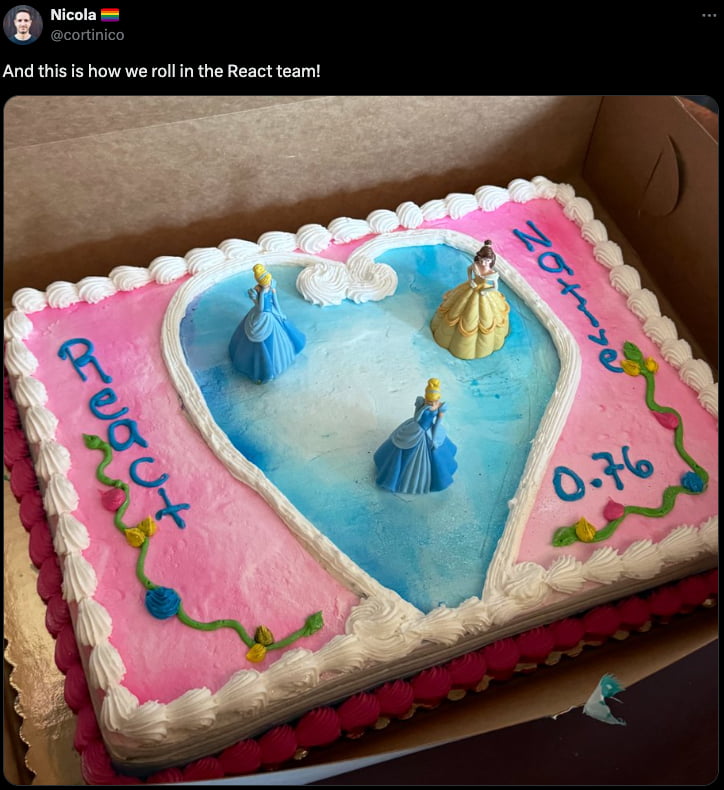 Nicola 🏳️‍🌈
@cortinico
And this is how we roll in the React team!
React
Native
0.76